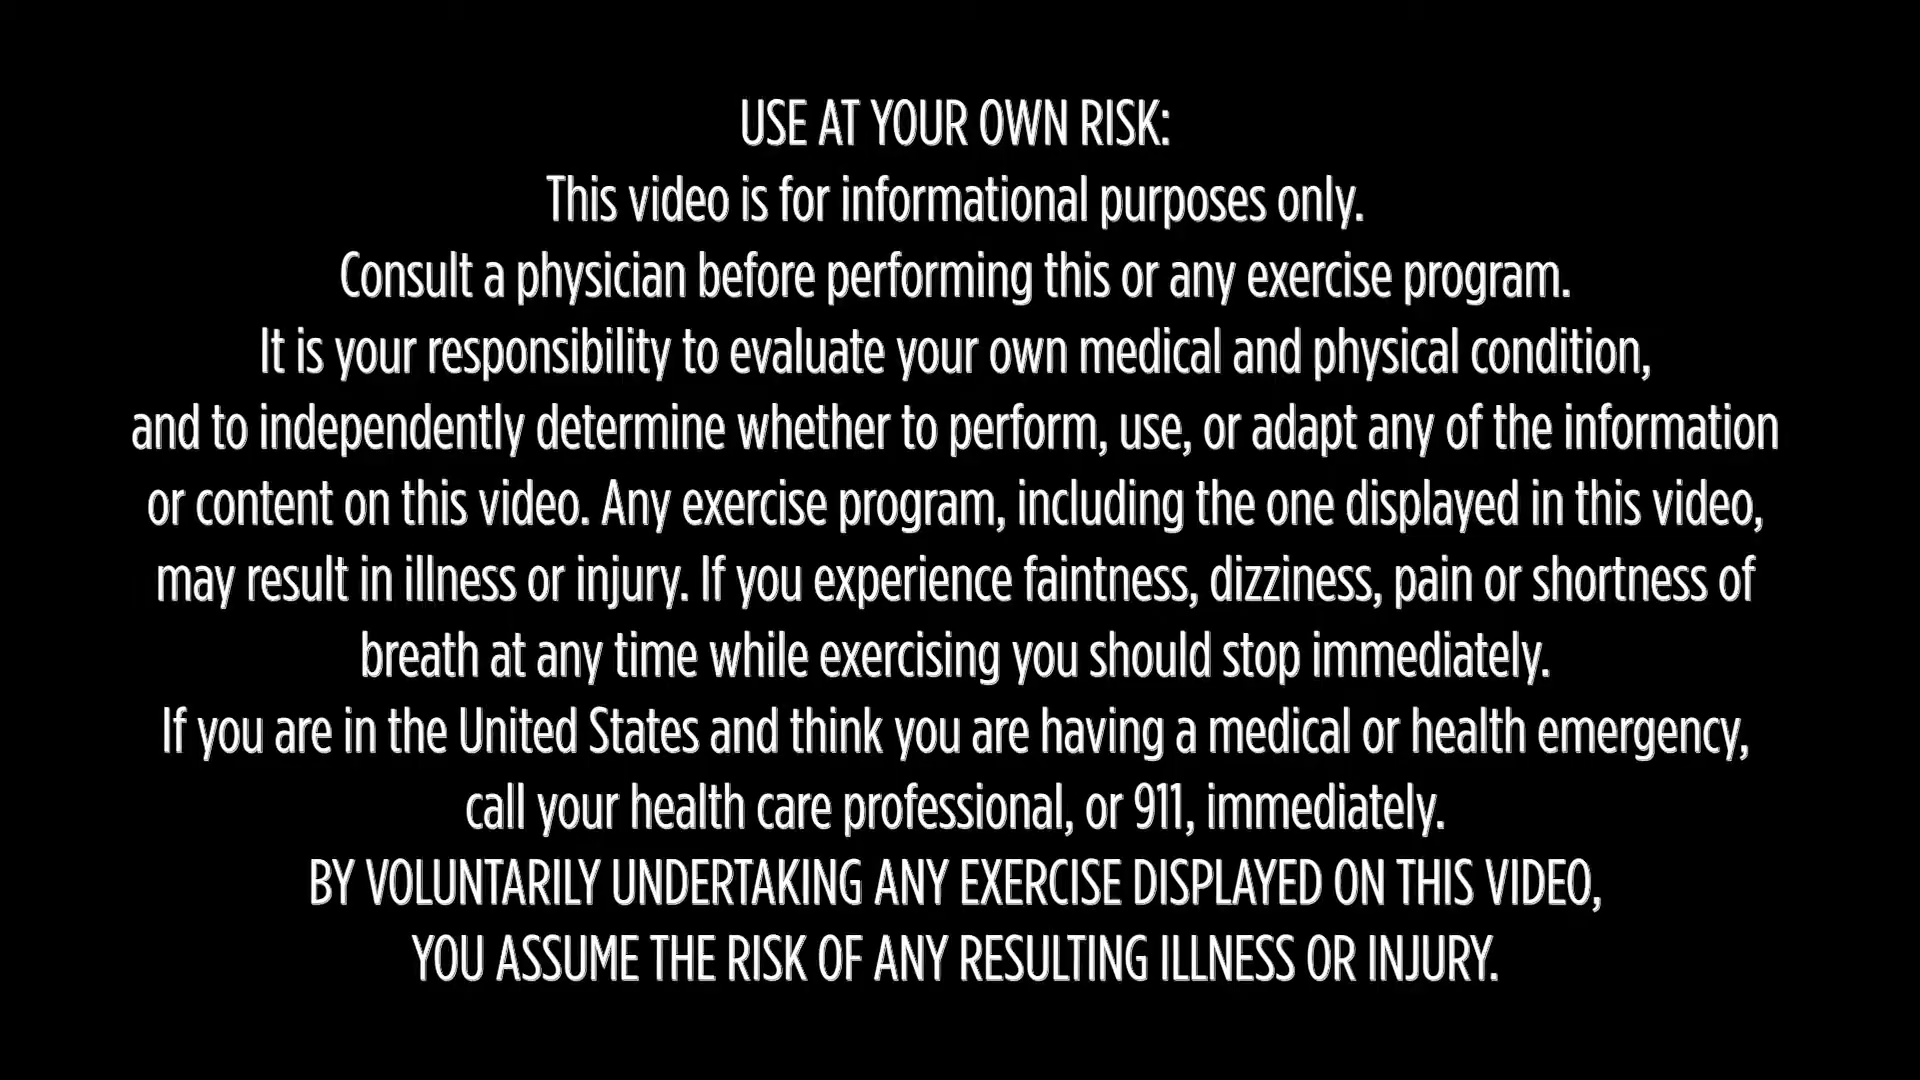 USE AT YOUR OWN RISK:
This video is for informational purposes only.
Consult a physician before performing this or any exercise program.
It is your responsibility to evaluate your own medical and physical condition,
and to independently determine whether to perform, use, or adapt any of the information
or content on this video. Any exercise program, including the one displayed in this video,
may result in illness or injury. If you experience faintness, dizziness, pain or shortness of
breath at any time while exercising you should stop immediately.
If you are in the United States and think you are having a medical or health emergency,
call your health care professional, or 911, immediately.
BY VOLUNTARILY UNDERTAKING ANY EXERCISE DISPLAYED ON THIS VIDEO,
YOU ASSUME THE RISK OF ANY RESULTING ILLNESS OR INJURY.